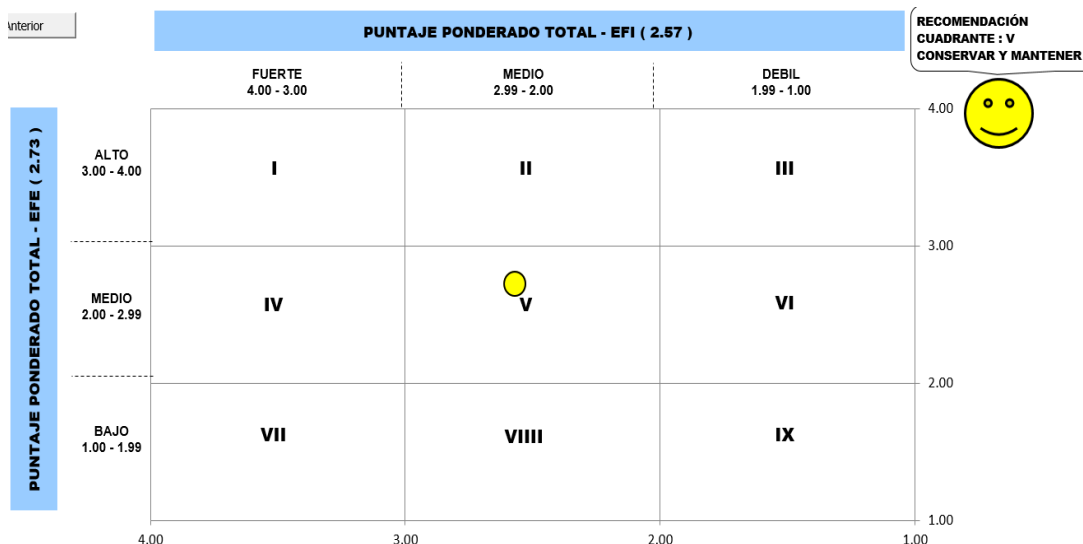 Anterior
PUNTAJE PONDERADO TOTAL - EFI ( 2.57 )
RECOMENDACIÓN
CUADRANTE : V
CONSERVAR Y MANTENER
FUERTE
4.00 - 3.00
MEDIO
2.99 - 2.00
DEBIL
1.99 - 1.00
PUNTAJE PONDERADO TOTAL - EFE ( 2.73 )
4.00
ALTO
3.00 - 4.00
I
II
III
3.00
MEDIO
2.00 - 2.99
IV
V
VI
2.00
BAJO
1.00 - 1.99
VII
VIIII
IX
1.00
4.00
3.00
2.00
1.00